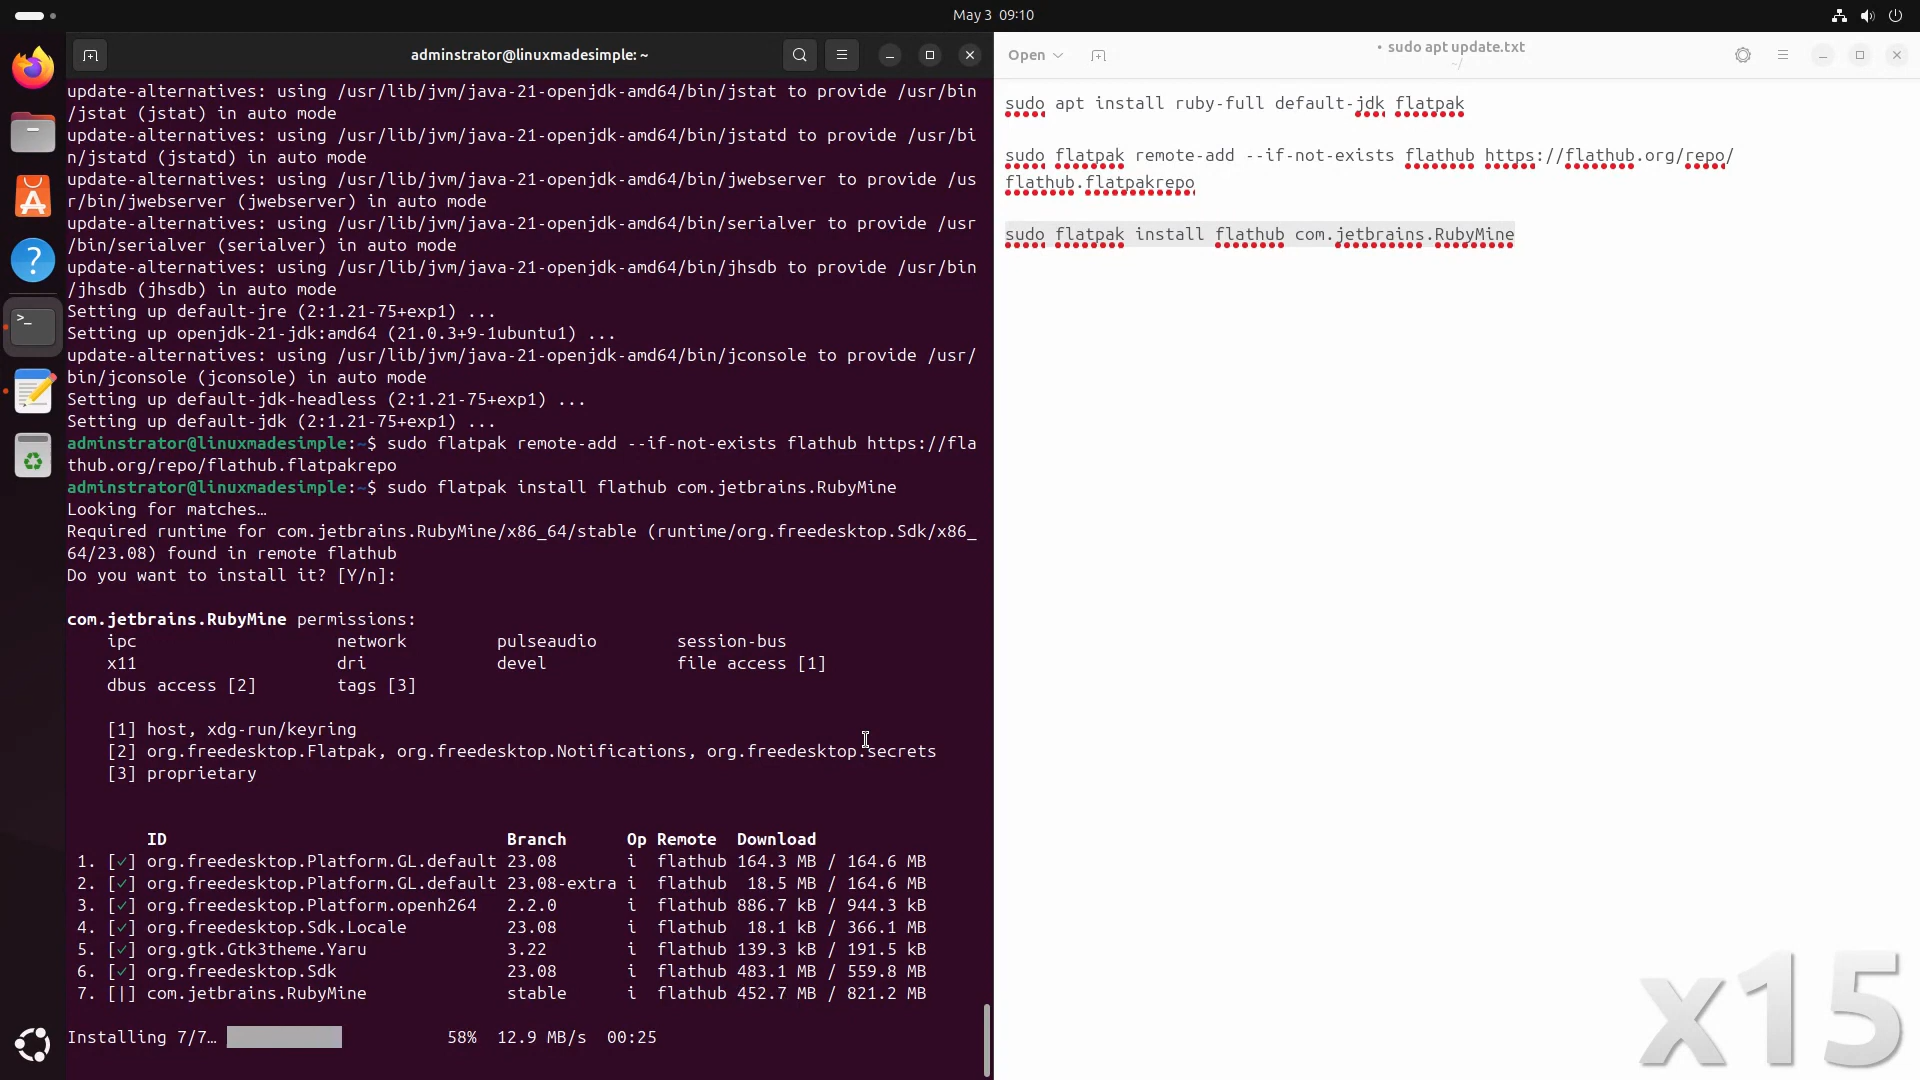 May 3 09:10
adminstrator@linuxmadesimple: ~
update-alternatives: using /usr/lib/jvm/java-21-openjdk-amd64/bin/jstat to provide /usr/bin
/jstat (jstat) in auto mode
update-alternatives: using /usr/lib/jvm/java-21-openjdk-amd64/bin/jstatd to provide /usr/bi
n/jstatd (jstatd) in auto mode
update-alternatives: using /usr/lib/jvm/java-21-openjdk-amd64/bin/jwebserver to provide /us
r/bin/jwebserver (jwebserver) in auto mode
update-alternatives: using /usr/lib/jvm/java-21-openjdk-amd64/bin/serialver to provide /usr
/bin/serialver (serialver) in auto mode
update-alternatives: using /usr/lib/jvm/java-21-openjdk-amd64/bin/jhsdb to provide /usr/bin
/jhsdb (jhsdb) in auto mode
Setting up default-jre (2:1.21-75+exp1) ...
Setting up openjdk-21-jdk:amd64 (21.0.3+9-1ubuntu1) ...
update-alternatives: using /usr/lib/jvm/java-21-openjdk-amd64/bin/jconsole to provide /usr/
bin/jconsole (jconsole) in auto mode
Setting up default-jdk-headless (2:1.21-75+exp1) ...
Setting up default-jdk (2:1.21-75+exp1) ...
adminstrator@linuxmadesimple:~$ sudo flatpak remote-add --if-not-exists flathub https://fla
thub.org/repo/flathub.flatpakrepo
adminstrator@linuxmadesimple:~$ sudo flatpak install flathub com.jetbrains.RubyMine
Looking for matches…
Required runtime for com.jetbrains.RubyMine/x86_64/stable (runtime/org.freedesktop.Sdk/x86_
64/23.08) found in remote flathub
Do you want to install it? [Y/n]:
com.jetbrains.RubyMine permissions:
ipc network pulseaudio session-bus
x11 dri devel file access [1]
dbus access [2] tags [3]
[1] host, xdg-run/keyring
[2] org.freedesktop.Flatpak, org.freedesktop.Notifications, org.freedesktop.secrets
[3] proprietary
ID Branch Op Remote Download
1. [✓] org.freedesktop.Platform.GL.default 23.08 i flathub 164.3 MB / 164.6 MB
2. [✓] org.freedesktop.Platform.GL.default 23.08-extra i flathub 18.5 MB / 164.6 MB
3. [✓] org.freedesktop.Platform.openh264 2.2.0 i flathub 886.7 kB / 944.3 kB
4. [✓] org.freedesktop.Sdk.Locale 23.08 i flathub 18.1 kB / 366.1 MB
5. [✓] org.gtk.Gtk3theme.Yaru 3.22 i flathub 139.3 kB / 191.5 kB
6. [✓] org.freedesktop.Sdk 23.08 i flathub 483.1 MB / 559.8 MB
7. [|] com.jetbrains.RubyMine stable i flathub 452.7 MB / 821.2 MB
Installing 7/7… 58% 12.9 MB/s 00:25
Open
• sudo apt update.txt
~/
sudo apt install ruby-full default-jdk flatpak
sudo flatpak remote-add --if-not-exists flathub https://flathub.org/repo/
flathub.flatpakrepo
sudo flatpak install flathub com.jetbrains.RubyMine
x15